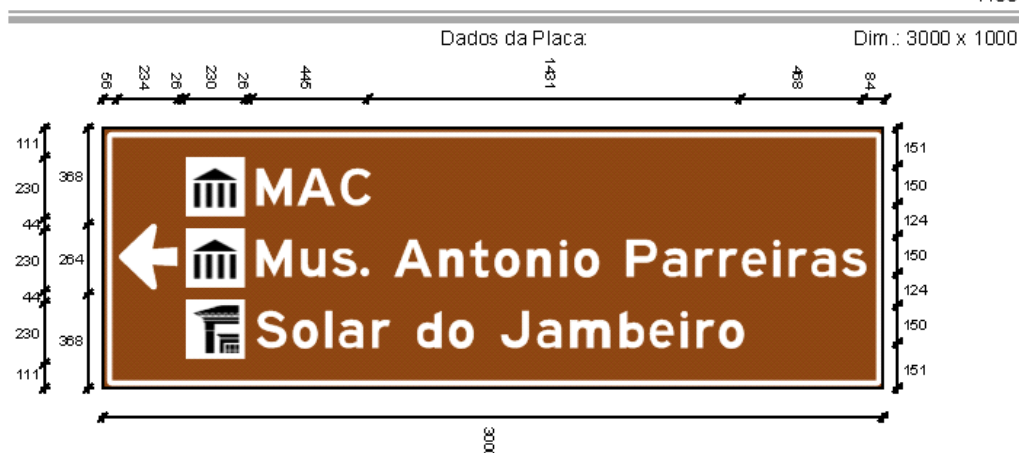 Dados da Placa:
Dim.: 3000 x 1000
56 234 26 230 26 445 1431 468 84
111
230
44
230
44
230
111
368
264
368
MAC
Mus. Antonio Parreiras
Solar do Jambeiro
151
150
124
150
124
150
151